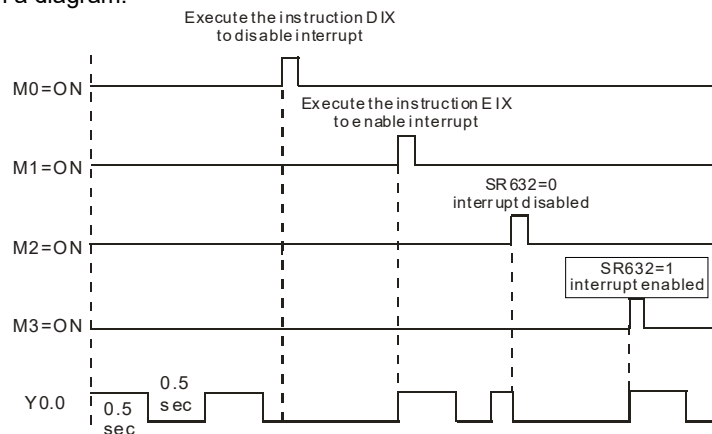 Execute the instruction DIX
to disable interrupt
M0=ON
Execute the instruction EIX
to enable interrupt
M1=ON
SR632=0
interrupt disabled
M2=ON
SR632=1
interrupt enabled
M3=ON
0.5
sec
Y0.0
0.5
sec